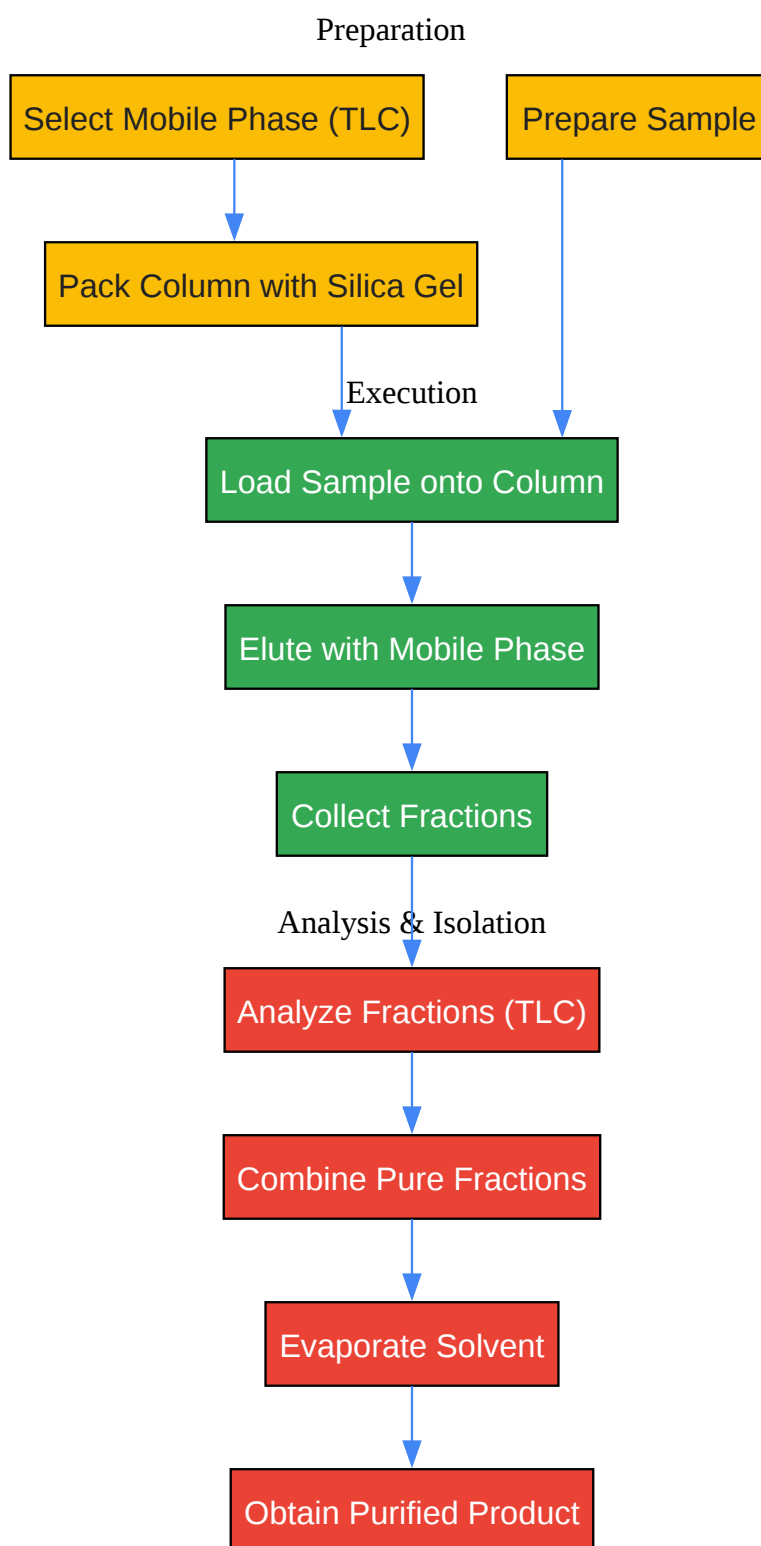 Preparation
Select Mobile Phase (TLC)
Prepare Sample
Pack Column with Silica Gel
Execution
Load Sample onto Column
Elute with Mobile Phase
Collect Fractions
Analysis & Isolation
Analyze Fractions (TLC)
Combine Pure Fractions
Evaporate Solvent
Obtain Purified Product